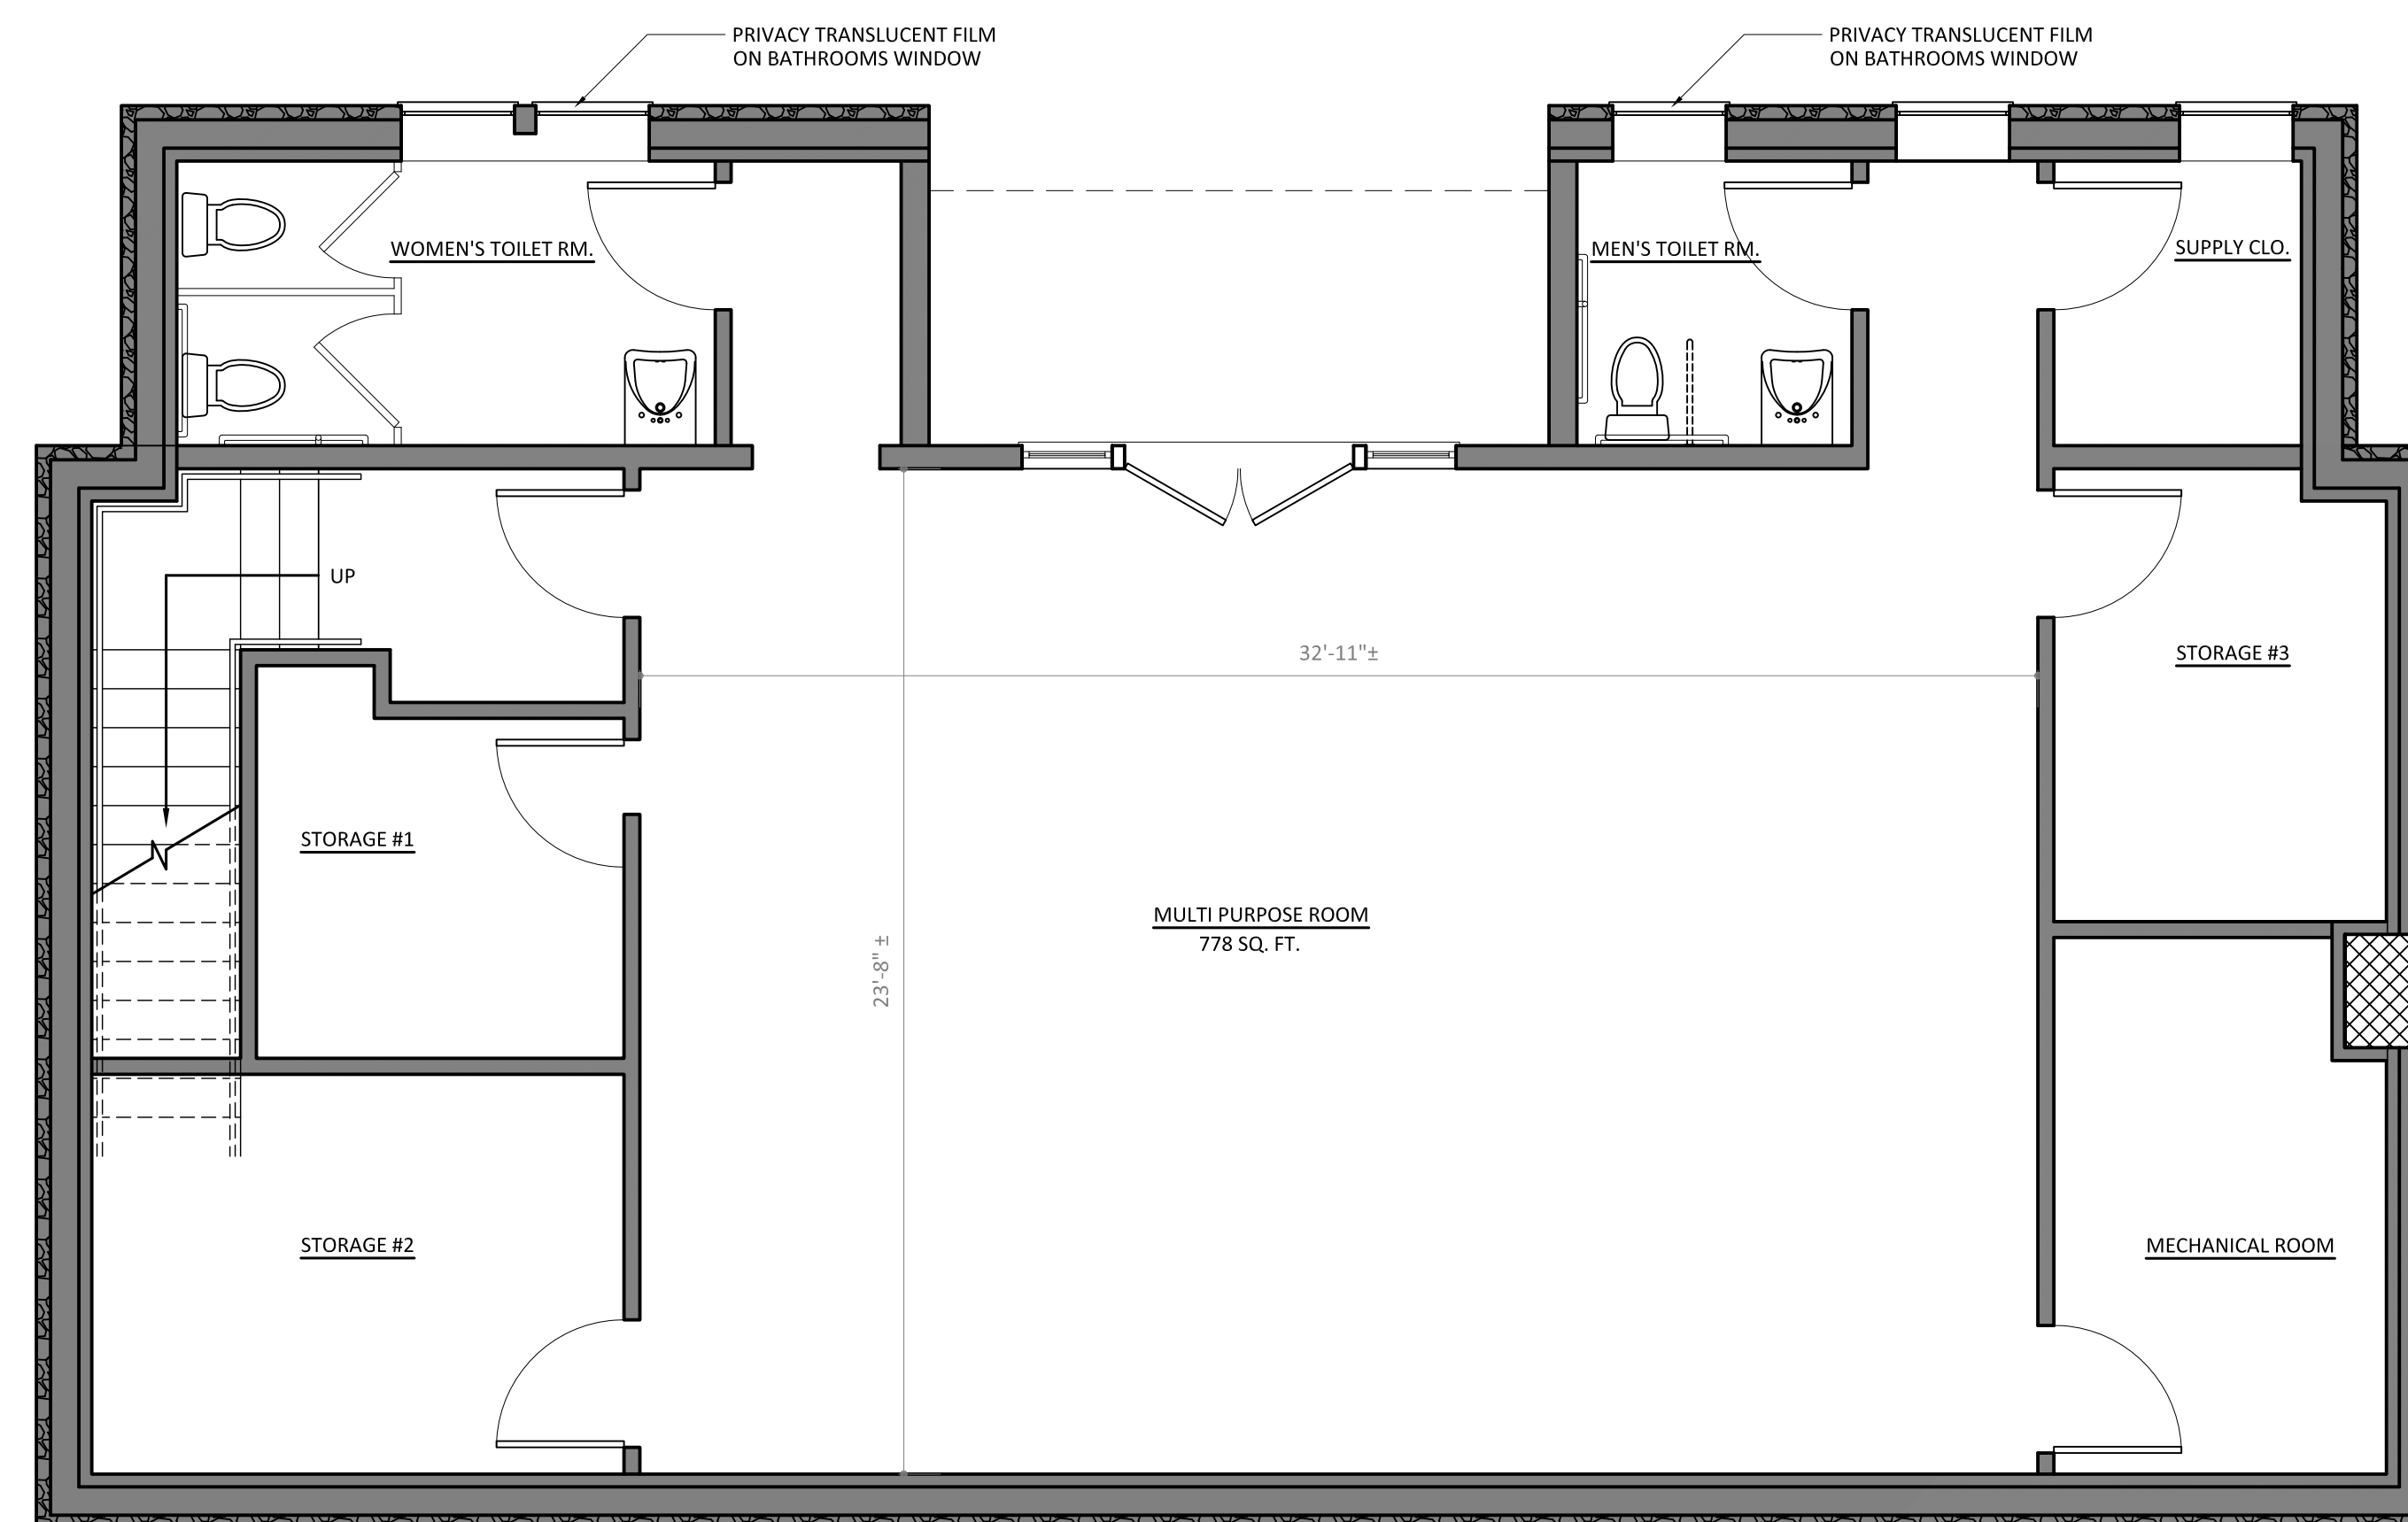 PRIVACY TRANSLUCENT FILM
ON BATHROOMS WINDOW
PRIVACY TRANSLUCENT FILM
ON BATHROOMS WINDOW
WOMEN'S TOILET RM.
MEN'S TOILET RM.
SUPPLY CLO.
UP
32'-11"±
STORAGE #3
STORAGE #1
MULTI PURPOSE ROOM
778 SQ. FT.
23'-8" ±
STORAGE #2
MECHANICAL ROOM